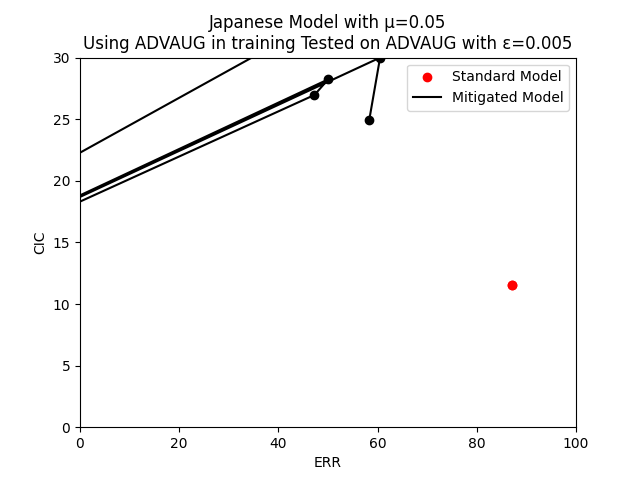 Japanese Model with μ=0.05
Using ADVAUG in training Tested on ADVAUG with ε=0.005
Standard Model
Mitigated Model
30
25
20
15
10
5
0
CIC
0 20 40 60 80 100
ERR